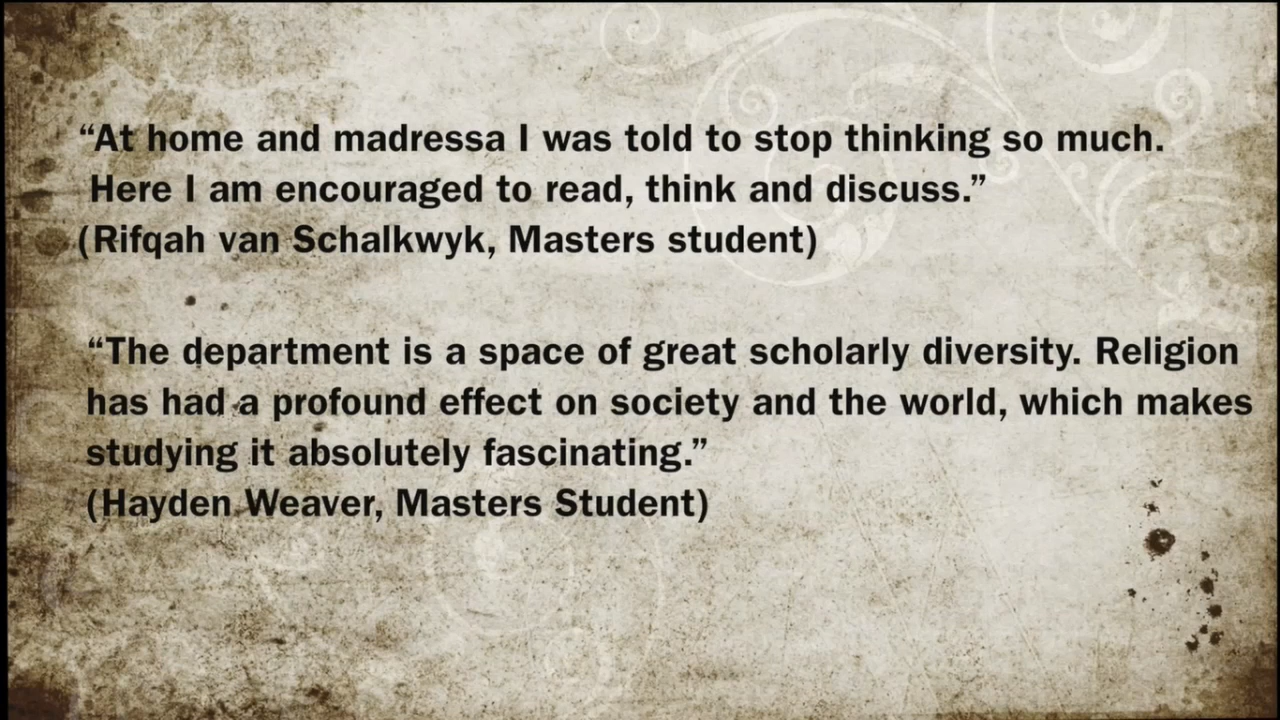 “At home and madressa I was told to stop thinking so much.
Here I am encouraged to read, think and discuss.”
(Rifqah van Schalkwyk, Masters student)
“The department is a space of great scholarly diversity. Religion
has had a profound effect on society and the world, which makes
studying it absolutely fascinating.”
(Hayden Weaver, Masters Student)